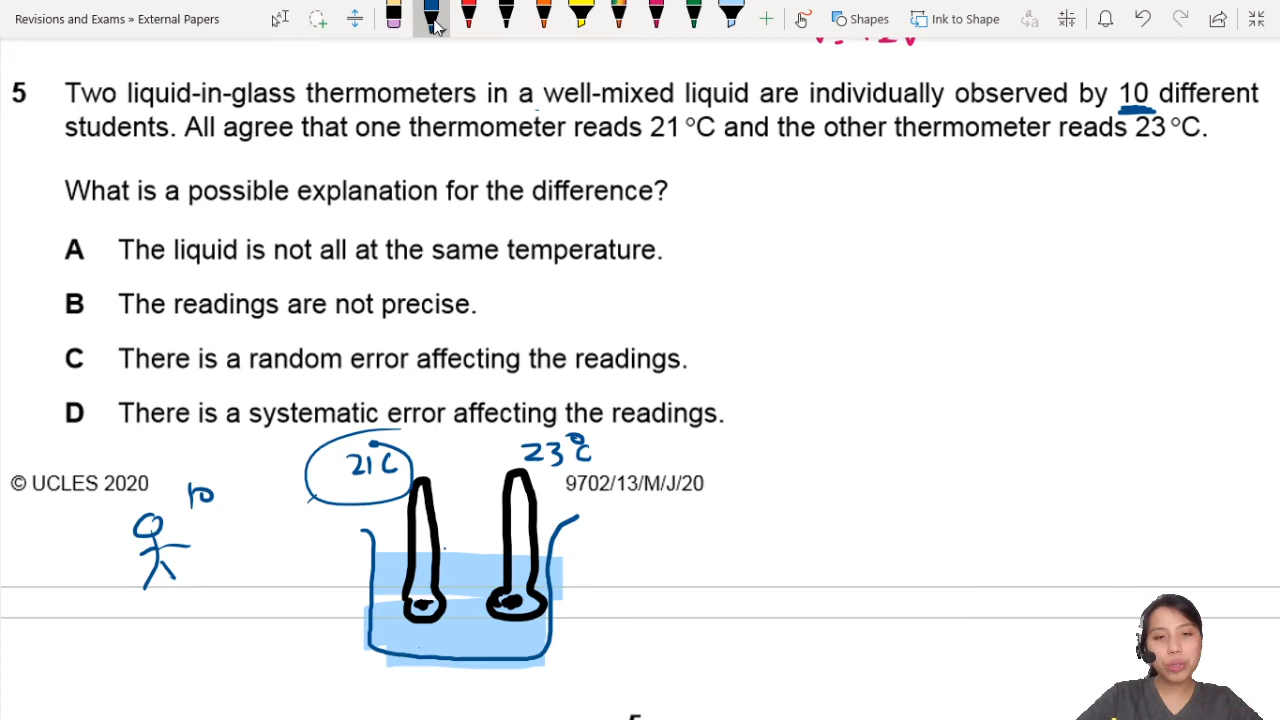 Revisions and Exams » External Papers
Shapes
Ink to Shape
5 Two liquid-in-glass thermometers in a well-mixed liquid are individually observed by 10 different
students. All agree that one thermometer reads 21 °C and the other thermometer reads 23 °C.
What is a possible explanation for the difference?
A The liquid is not all at the same temperature.
B The readings are not precise.
C There is a random error affecting the readings.
D There is a systematic error affecting the readings.
21°C
23°C
© UCLES 2020
9702/13/M/J/20
10